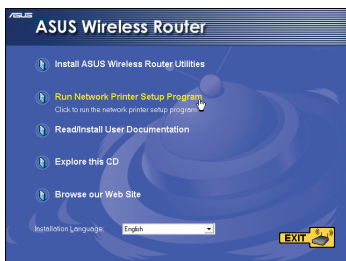 ASUS
ASUS Wireless Router
Install ASUS Wireless Router Utilities
Run Network Printer Setup Program
Click to run the network printer setup program
Read/Install User Documentation
Explore this CD
Browse our Web Site
Installation Language: English
EXIT